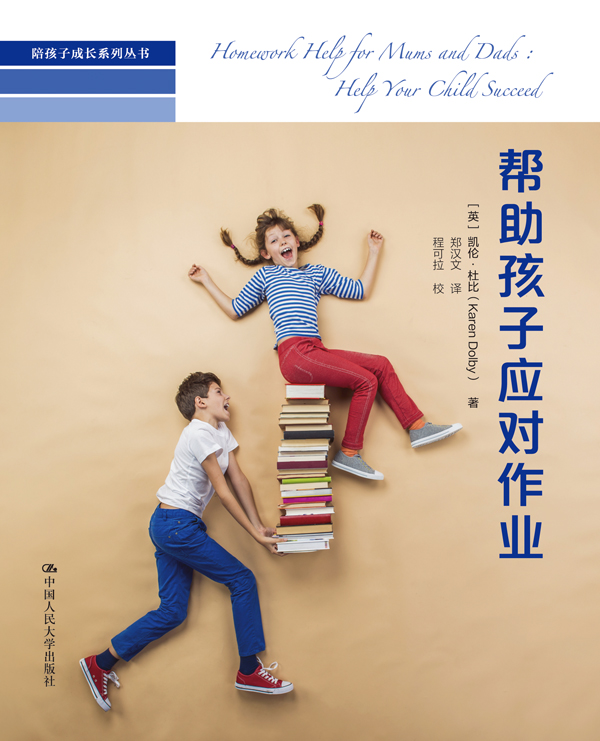 陪孩子成长系列丛书
Homework Help for Mums and Dads :
Help Your Child Succeed
帮助孩子应对作业
［英］凯伦·杜比（Karen Dolby） 著
郑汉文 译
程可拉 校
中国人民大学出版社